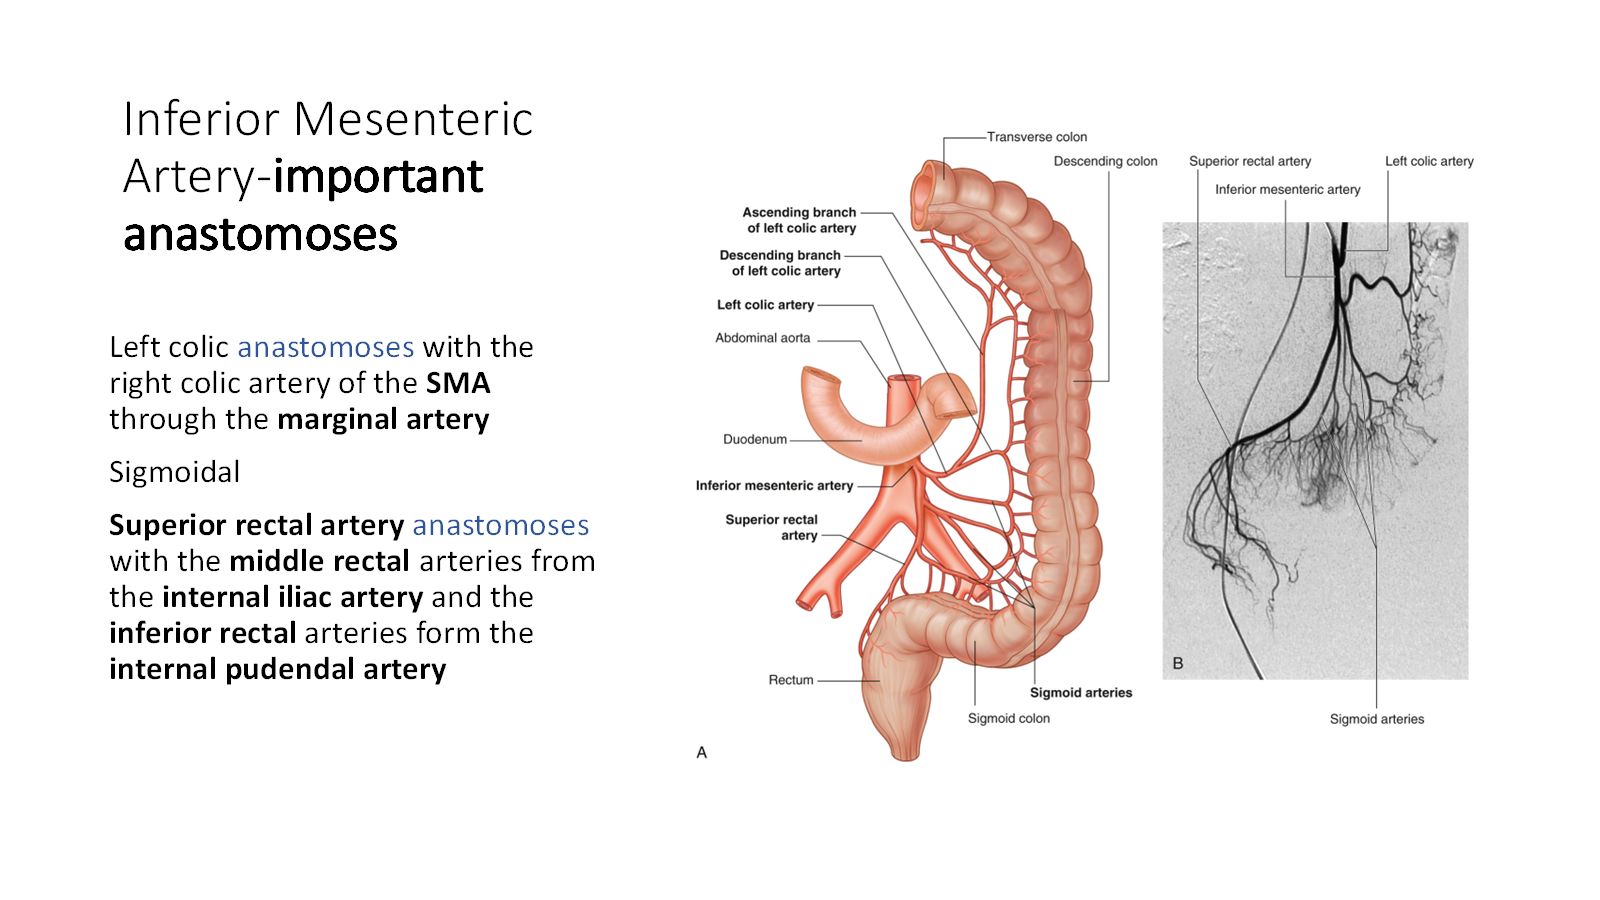 Inferior Mesenteric
Artery-important
anastomoses
Left colic anastomoses with the
right colic artery of the SMA
through the marginal artery
Sigmoidal
Superior rectal artery anastomoses
with the middle rectal arteries from
the internal iliac artery and the
inferior rectal arteries form the
internal pudendal artery
Transverse colon
Descending colon
Ascending branch
of left colic artery
Descending branch
of left colic artery
Left colic artery
Abdominal aorta
Duodenum
Inferior mesenteric artery
Superior rectal
artery
Rectum
Sigmoid arteries
Sigmoid colon
A
Superior rectal artery
Left colic artery
Inferior mesenteric artery
B
Sigmoid arteries